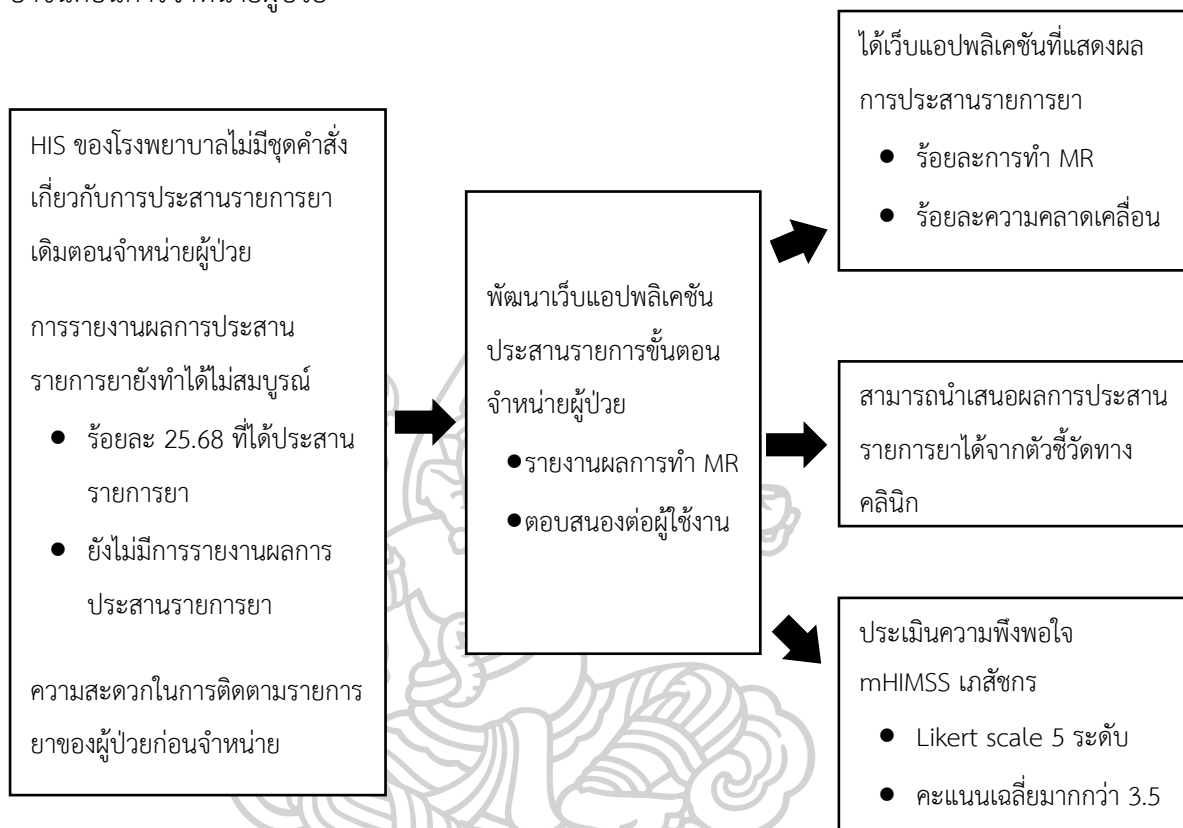 HIS ของโรงพยาบาลไม่มีชุดคำสั่ง
เกี่ยวกับการประสานรายการยา
เดิมตอนจำหน่ายผู้ป่วย
การรายงานผลการประสาน
รายการยายังทำได้ไม่สมบูรณ์
● ร้อยละ 25.68 ที่ได้ประสาน
รายการยา
● ยังไม่มีการรายงานผลการ
ประสานรายการยา
ความสะดวกในการติดตามรายการ
ยาของผู้ป่วยก่อนจำหน่าย
พัฒนาเว็บแอปพลิเคชัน
ประสานรายการขั้นตอน
จำหน่ายผู้ป่วย
●รายงานผลการทำ MR
●ตอบสนองต่อผู้ใช้งาน
ได้เว็บแอปพลิเคชันที่แสดงผล
การประสานรายการยา
● ร้อยละการทำ MR
● ร้อยละความคลาดเคลื่อน
สามารถนำเสนอผลการประสาน
รายการยาได้จากตัวชี้วัดทาง
คลินิก
ประเมินความพึงพอใจ
mHIMSS เภสัชกร
● Likert scale 5 ระดับ
● คะแนนเฉลี่ยมากกว่า 3.5